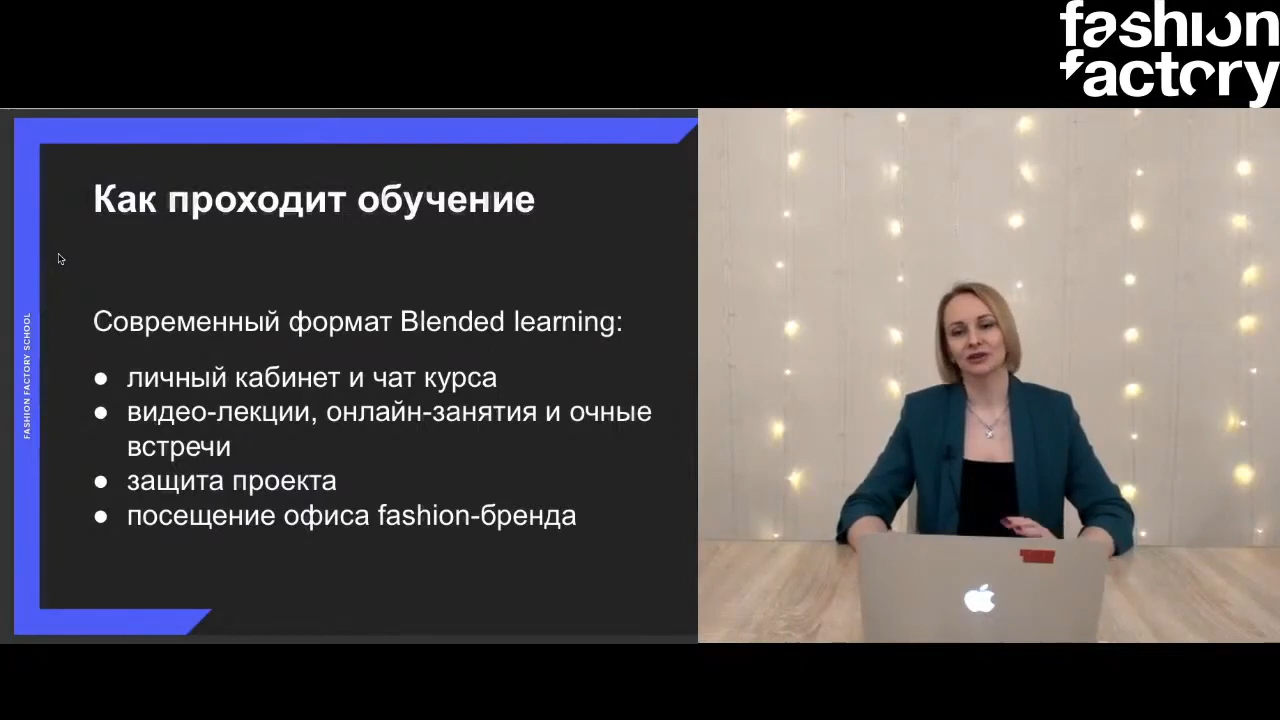 fashion
factory
Как проходит обучение
Современный формат Blended learning:
● личный кабинет и чат курса
● видео-лекции, онлайн-занятия и очные
встречи
● защита проекта
● посещение офиса fashion-бренда
FASHION FACTORY SCHOOL